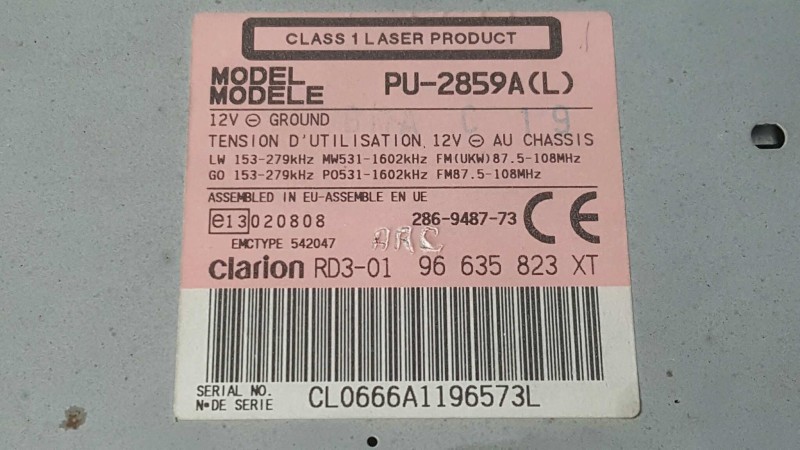 CLASS 1 LASER PRODUCT
MODEL
MODELE PU-2859A(L)
12V ⊖ GROUND
TENSION D'UTILISATION, 12V ⊖ AU CHASSIS
LW 153-279kHz MW531-1602kHz FM(UKW)87.5-108MHz
GO 153-279kHz PO531-1602kHz FM87.5-108MHz
ASSEMBLED IN EU-ASSEMBLE EN UE
e13 020808 286-9487-73 CE
EMCTYPE 542047 ARC
clarion RD3-01 96 635 823 XT
SERIAL NO.
N•DE SERIE CL0666A1196573L